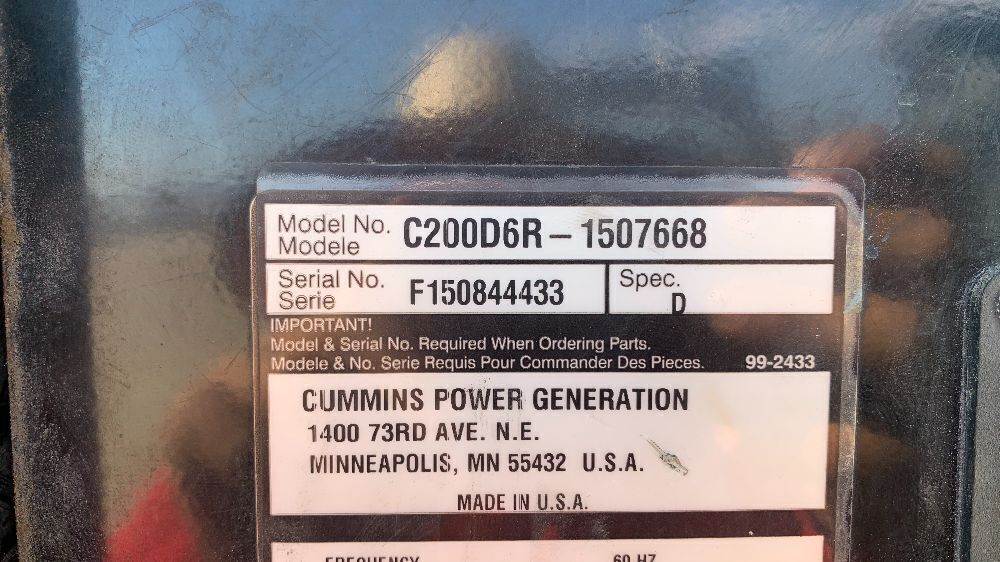 Model No. C200D6R – 1507668
Modele
Serial No. F150844433 Spec.
Serie D
IMPORTANT!
Model & Serial No. Required When Ordering Parts.
Modele & No. Serie Requis Pour Commander Des Pieces. 99-2433
CUMMINS POWER GENERATION
1400 73RD AVE. N.E.
MINNEAPOLIS, MN 55432 U.S.A.
MADE IN U.S.A.
FREQUENCY 60 HZ